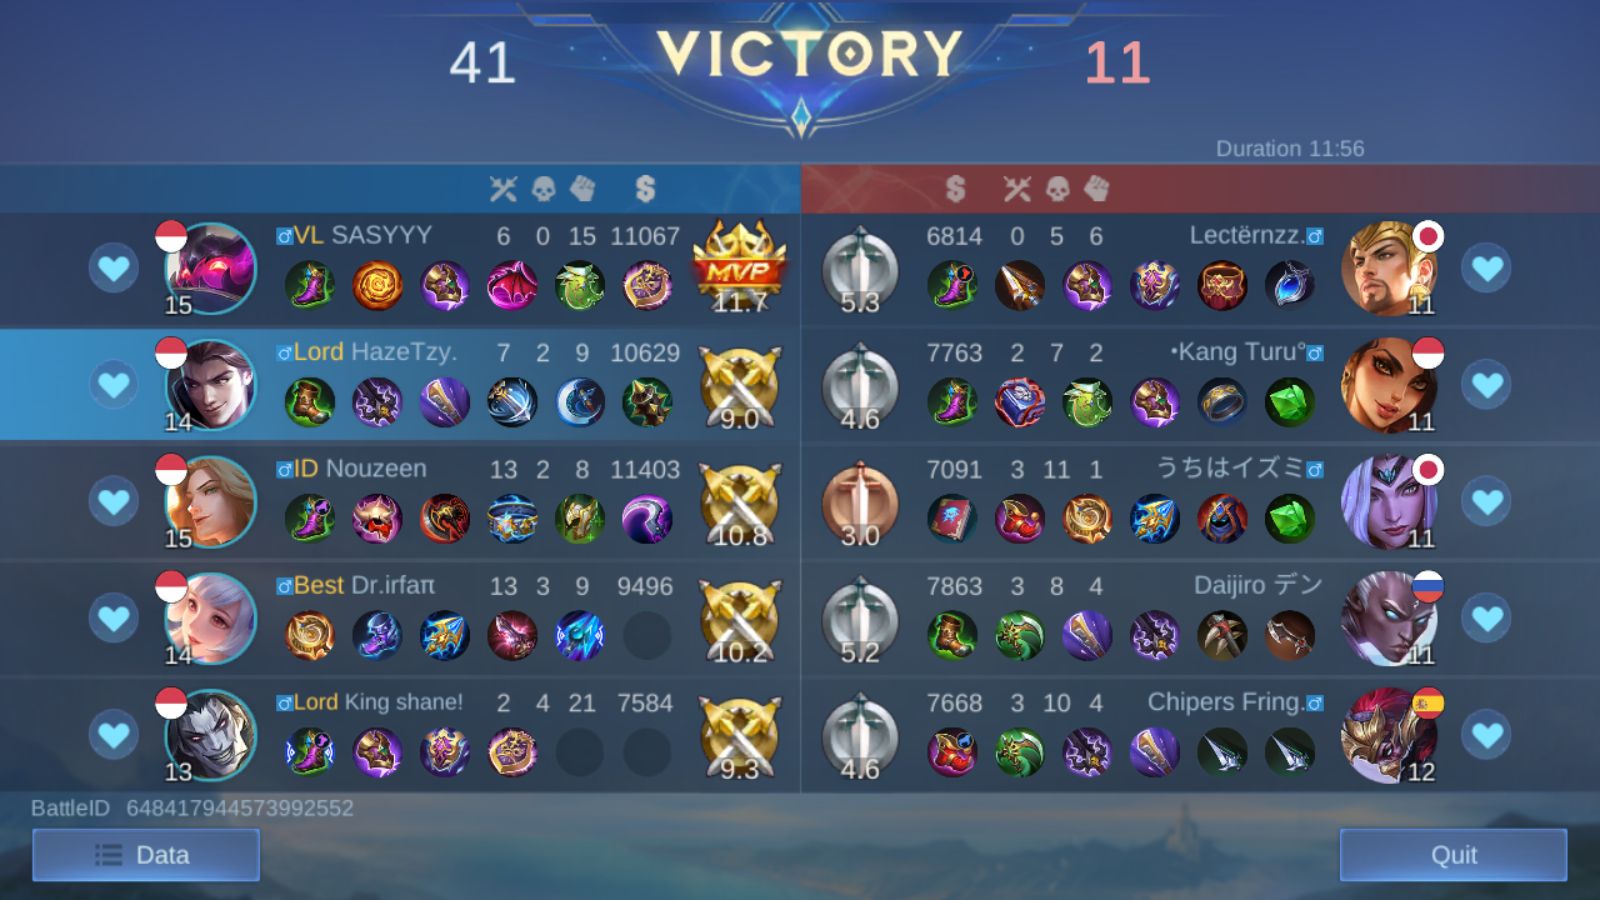 41 VICTORY 11
Duration 11:56
VL SASYYY 6 0 15 11067 MVP 11.7
15
Lord HazeTzy. 7 2 9 10629 9.0
14
ID Nouzeen 13 2 8 11403 10.8
15
Best Dr.irfaπ 13 3 9 9496 10.2
14
Lord King shane! 2 4 21 7584 9.3
13
5.3 6814 0 5 6 Lectërnzz.
11
4.6 7763 2 7 2 •Kang Turu°
11
3.0 7091 3 11 1 うちはイズミ
11
5.2 7863 3 8 4 Daijiro デン
11
4.6 7668 3 10 4 Chipers Fring.
12
BattleID 648417944573992552
Data
Quit